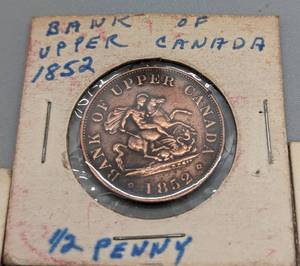 BANK OF
UPPER CANADA
1852
BANK OF UPPER CANADA
1852
1/2 PENNY